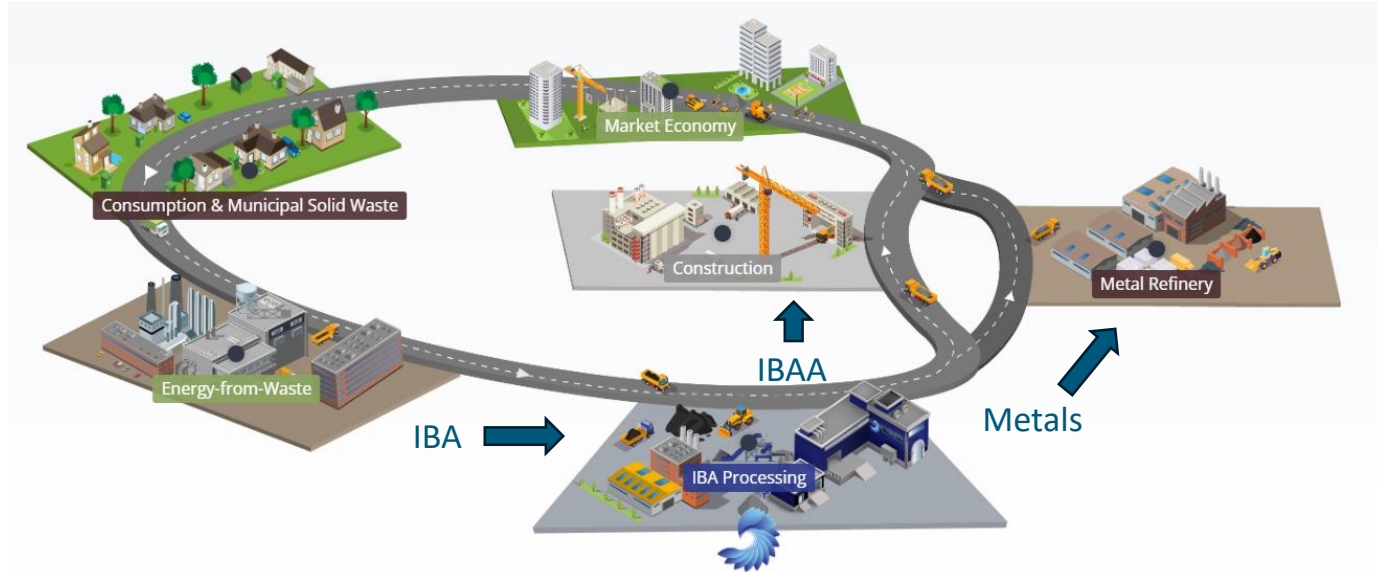 Market Economy
Consumption & Municipal Solid Waste
Construction
Metal Refinery
IBAA
Energy-from-Waste
Metals
IBA
IBA Processing